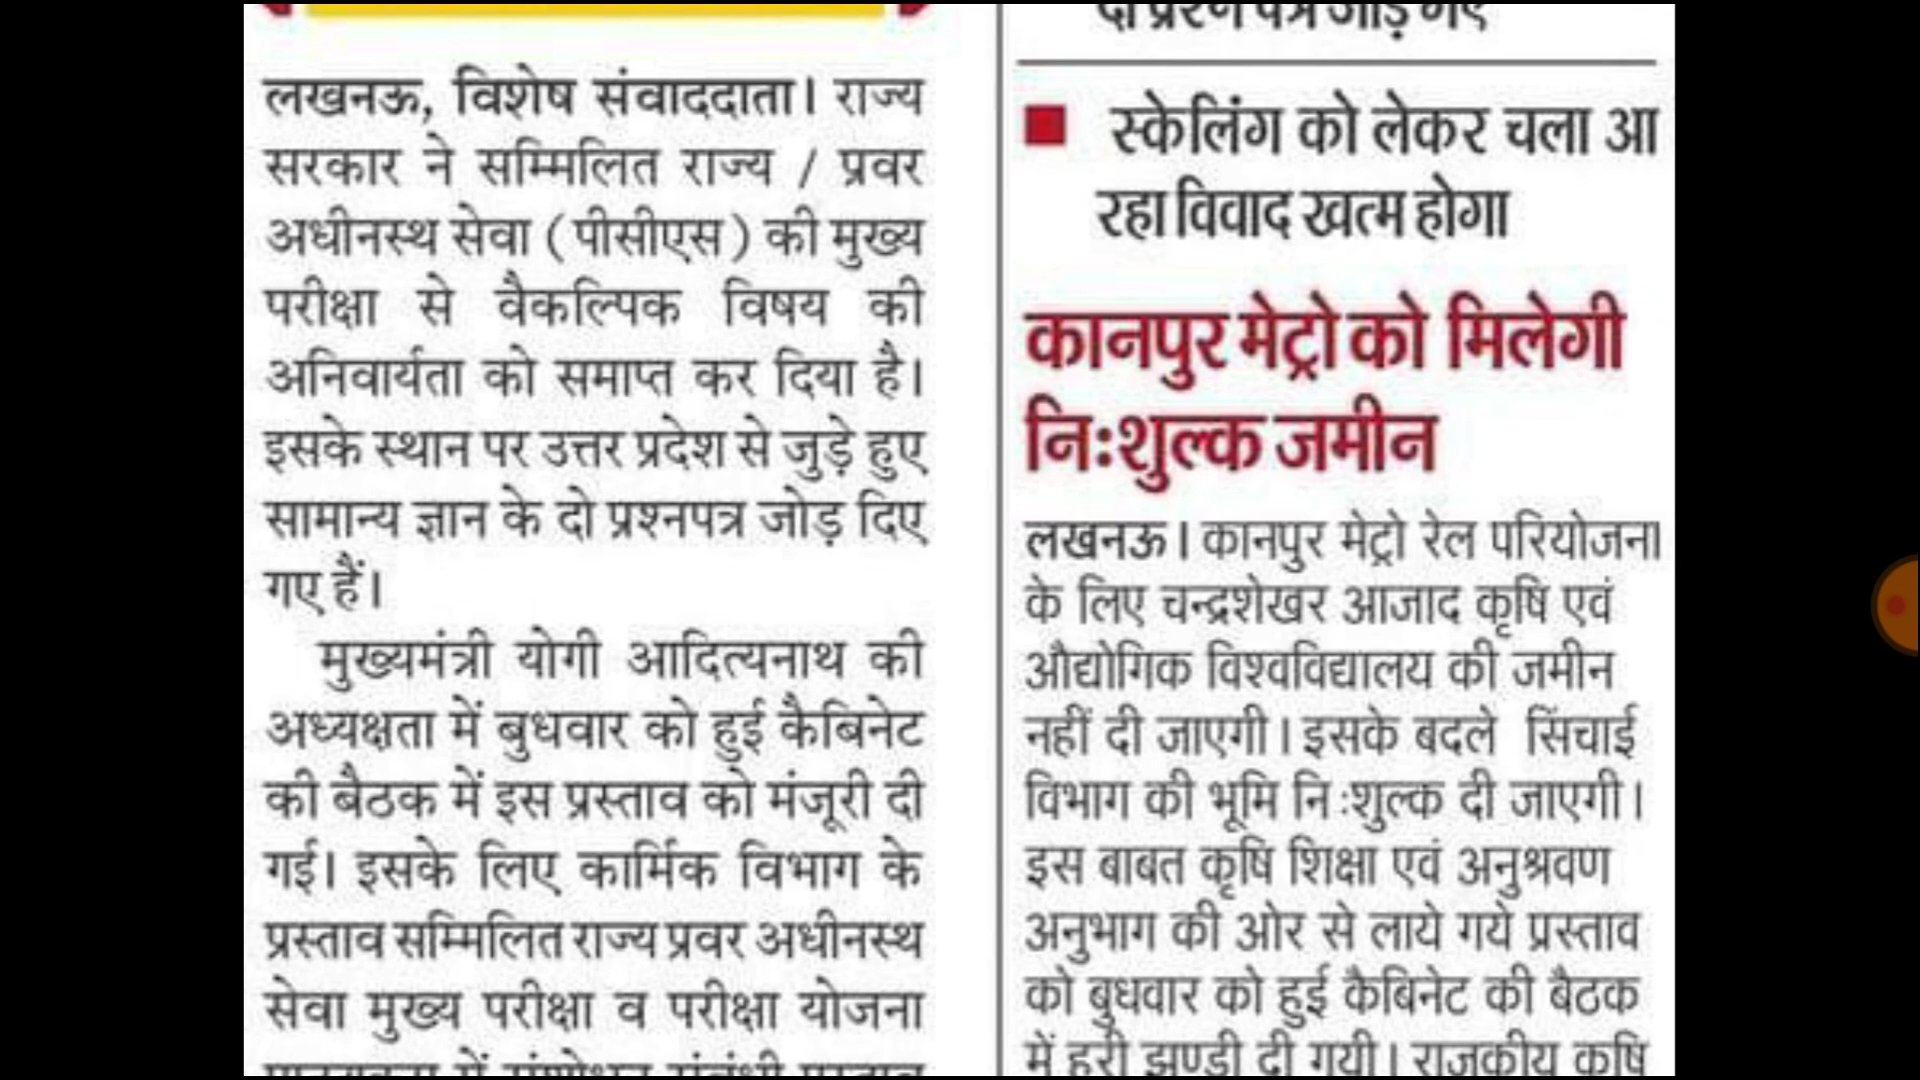 लखनऊ, विशेष संवाददाता। राज्य
सरकार ने सम्मिलित राज्य / प्रवर
अधीनस्थ सेवा (पीसीएस) की मुख्य
परीक्षा से वैकल्पिक विषय की
अनिवार्यता को समाप्त कर दिया है।
इसके स्थान पर उत्तर प्रदेश से जुड़े हुए
सामान्य ज्ञान के दो प्रश्नपत्र जोड़ दिए
गए हैं।
मुख्यमंत्री योगी आदित्यनाथ की
अध्यक्षता में बुधवार को हुई कैबिनेट
की बैठक में इस प्रस्ताव को मंजूरी दी
गई। इसके लिए कार्मिक विभाग के
प्रस्ताव सम्मिलित राज्य प्रवर अधीनस्थ
सेवा मुख्य परीक्षा व परीक्षा योजना
स्केलिंग को लेकर चला आ
रहा विवाद खत्म होगा
कानपुर मेट्रो को मिलेगी
निःशुल्क जमीन
लखनऊ। कानपुर मेट्रो रेल परियोजना
के लिए चन्द्रशेखर आजाद कृषि एवं
औद्योगिक विश्वविद्यालय की जमीन
नहीं दी जाएगी। इसके बदले सिंचाई
विभाग की भूमि नि:शुल्क दी जाएगी।
इस बाबत कृषि शिक्षा एवं अनुश्रवण
अनुभाग की ओर से लाये गये प्रस्ताव
को बुधवार को हुई कैबिनेट की बैठक
में हरी झण्डी दी गयी। राजकीय कृषि